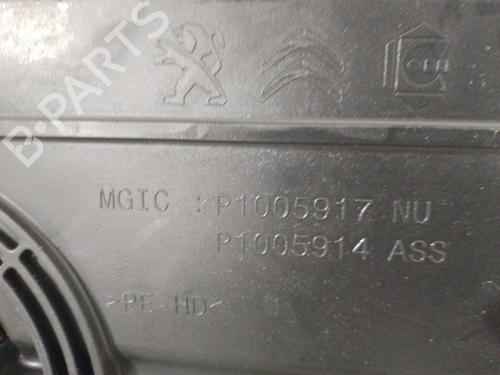 B-PARTS
MGIC : P1005917 NU
P1005914 ASS
>PE-HD<